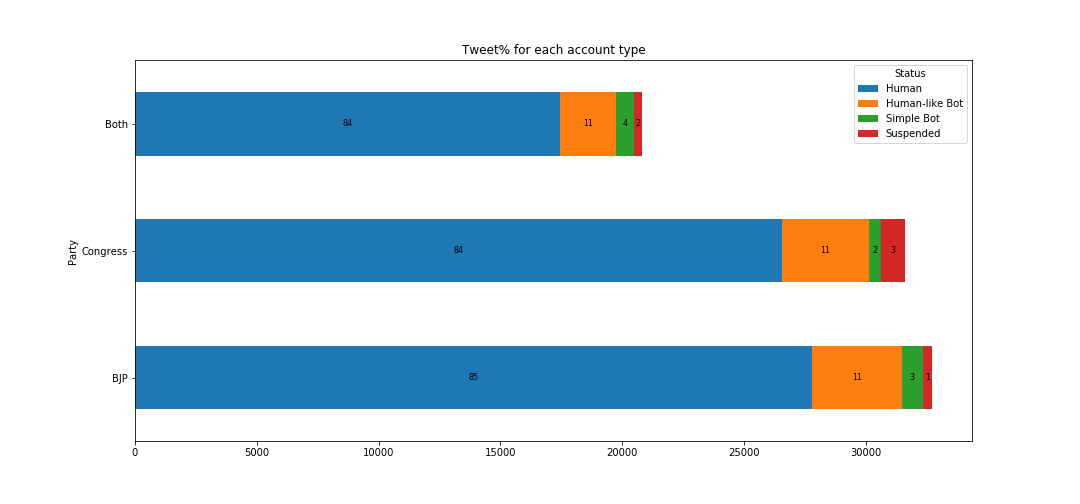 Tweet% for each account type
Status
Human
Human-like Bot
Simple Bot
Suspended
Both
84
11
4
2
Party
Congress
84
11
2
3
BJP
85
11
3
1
0
5000
10000
15000
20000
25000
30000